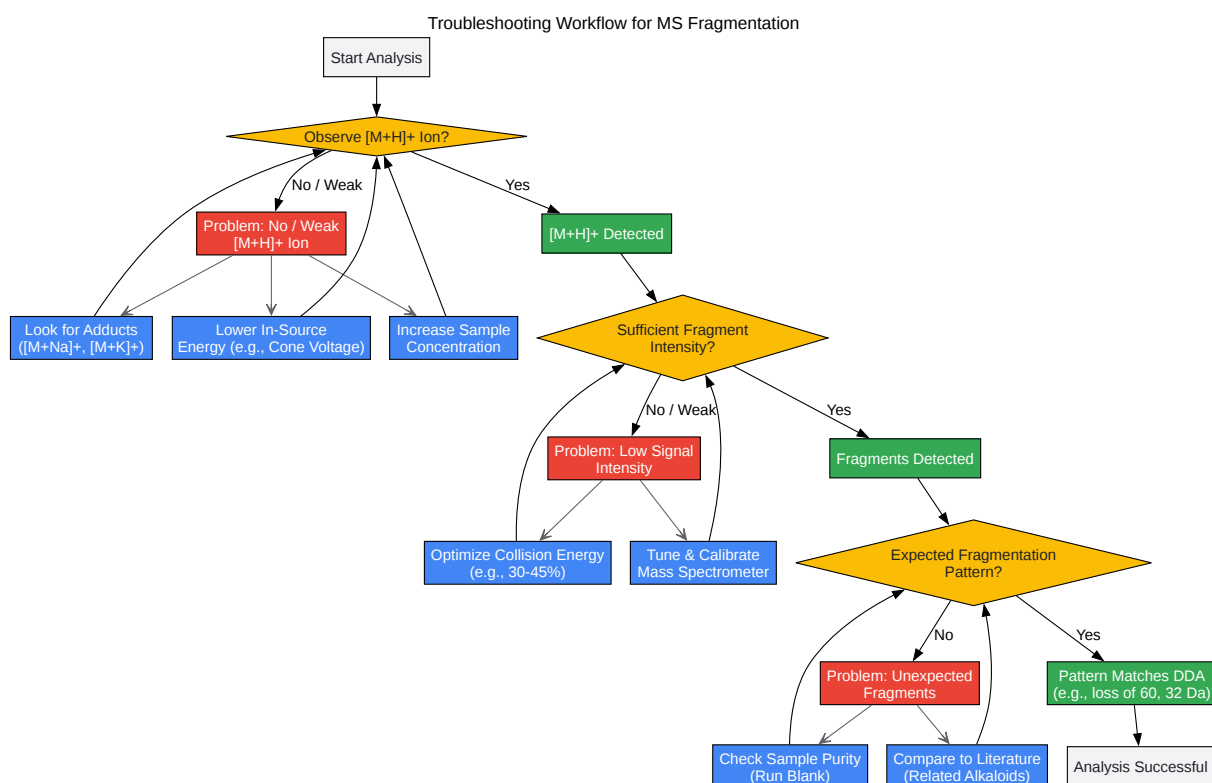 Troubleshooting Workflow for MS Fragmentation
Start Analysis
Observe [M+H]+ Ion?
No / Weak
Yes
Problem: No / Weak
[M+H]+ Ion
[M+H]+ Detected
Look for Adducts
([M+Na]+, [M+K]+)
Lower In-Source
Energy (e.g., Cone Voltage)
Increase Sample
Concentration
Sufficient Fragment
Intensity?
No / Weak
Yes
Problem: Low Signal
Intensity
Fragments Detected
Optimize Collision Energy
(e.g., 30-45%)
Tune & Calibrate
Mass Spectrometer
Expected Fragmentation
Pattern?
No
Yes
Problem: Unexpected
Fragments
Pattern Matches DDA
(e.g., loss of 60, 32 Da)
Check Sample Purity
(Run Blank)
Compare to Literature
(Related Alkaloids)
Analysis Successful